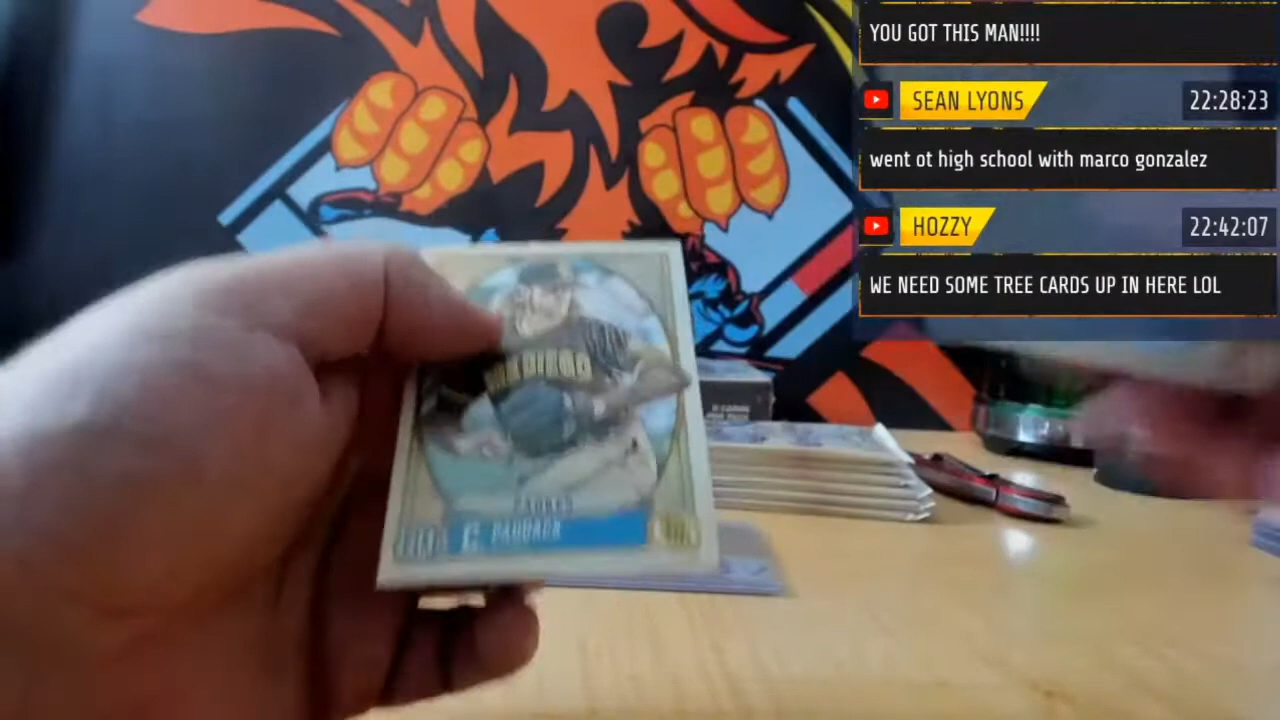 YOU GOT THIS MAN!!!!
SEAN LYONS
22:28:23
went ot high school with marco gonzalez
HOZZY
22:42:07
WE NEED SOME TREE CARDS UP IN HERE LOL
SAN DIEGO
PADRES
C PADDACK